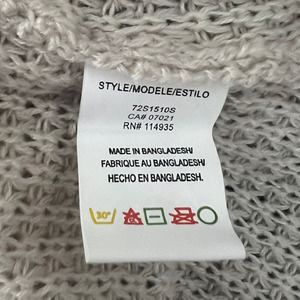 STYLE/MODELE/ESTILO
72S1510S
CA# 07021
RN# 114935
MADE IN BANGLADESH/
FABRIQUE AU BANGLADESH/
HECHO EN BANGLADESH.
30°